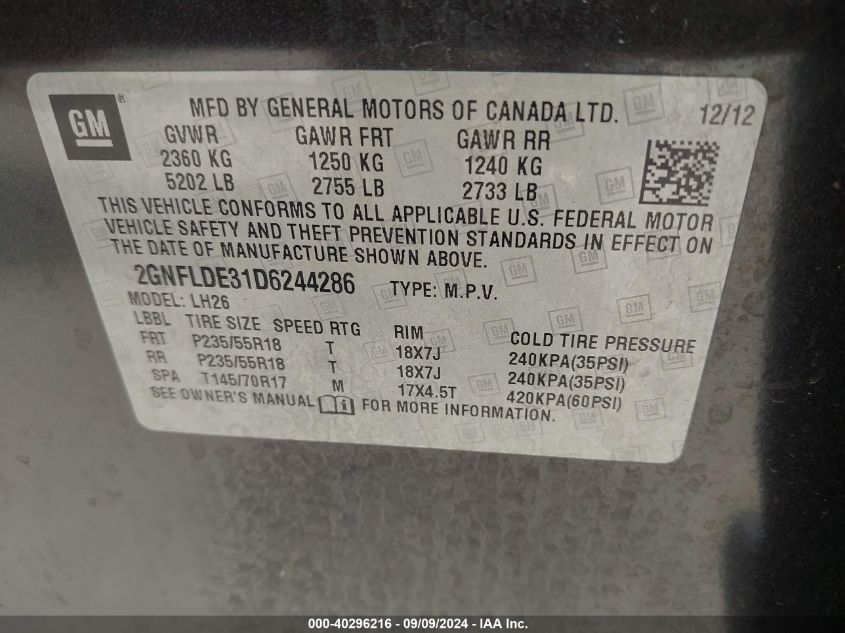 GM ®
MFD BY GENERAL MOTORS OF CANADA LTD. 12/12
GVWR GAWR FRT GAWR RR
2360 KG 1250 KG 1240 KG
5202 LB 2755 LB 2733 LB
THIS VEHICLE CONFORMS TO ALL APPLICABLE U.S. FEDERAL MOTOR
VEHICLE SAFETY AND THEFT PREVENTION STANDARDS IN EFFECT ON
THE DATE OF MANUFACTURE SHOWN ABOVE.
2GNFLDE31D6244286 TYPE: M.P.V.
MODEL: LH26
LBBL TIRE SIZE SPEED RTG RIM COLD TIRE PRESSURE
FRT P235/55R18 T 18X7J 240KPA(35PSI)
RR P235/55R18 T 18X7J 240KPA(35PSI)
SPA T145/70R17 M 17X4.5T 420KPA(60PSI)
SEE OWNER'S MANUAL FOR MORE INFORMATION.
000-40296216 - 09/09/2024 - IAA Inc.